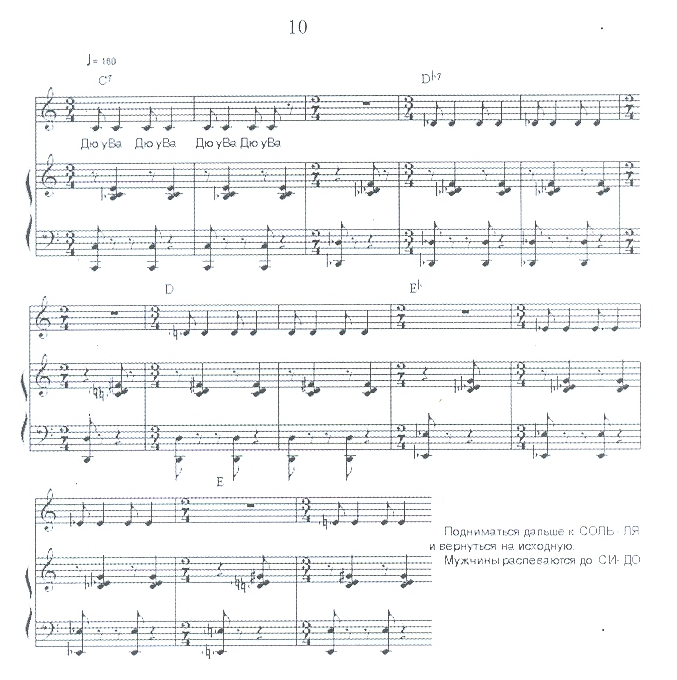 10
♩= 160
C7 D♭7
Дю уВа Дю уВа Дю уВа Дю уВа
D E♭
E
Подниматься дальше к СОЛЬ- ЛЯ
и вернуться на исходную.
Мужчины распеваются до СИ- ДО